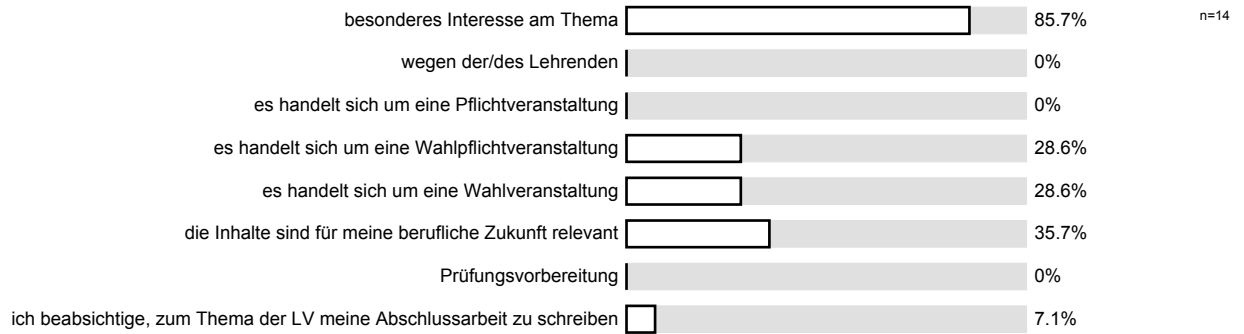 besonderes Interesse am Thema 85.7% n=14
wegen der/des Lehrenden 0%
es handelt sich um eine Pflichtveranstaltung 0%
es handelt sich um eine Wahlpflichtveranstaltung 28.6%
es handelt sich um eine Wahlveranstaltung 28.6%
die Inhalte sind für meine berufliche Zukunft relevant 35.7%
Prüfungsvorbereitung 0%
ich beabsichtige, zum Thema der LV meine Abschlussarbeit zu schreiben 7.1%